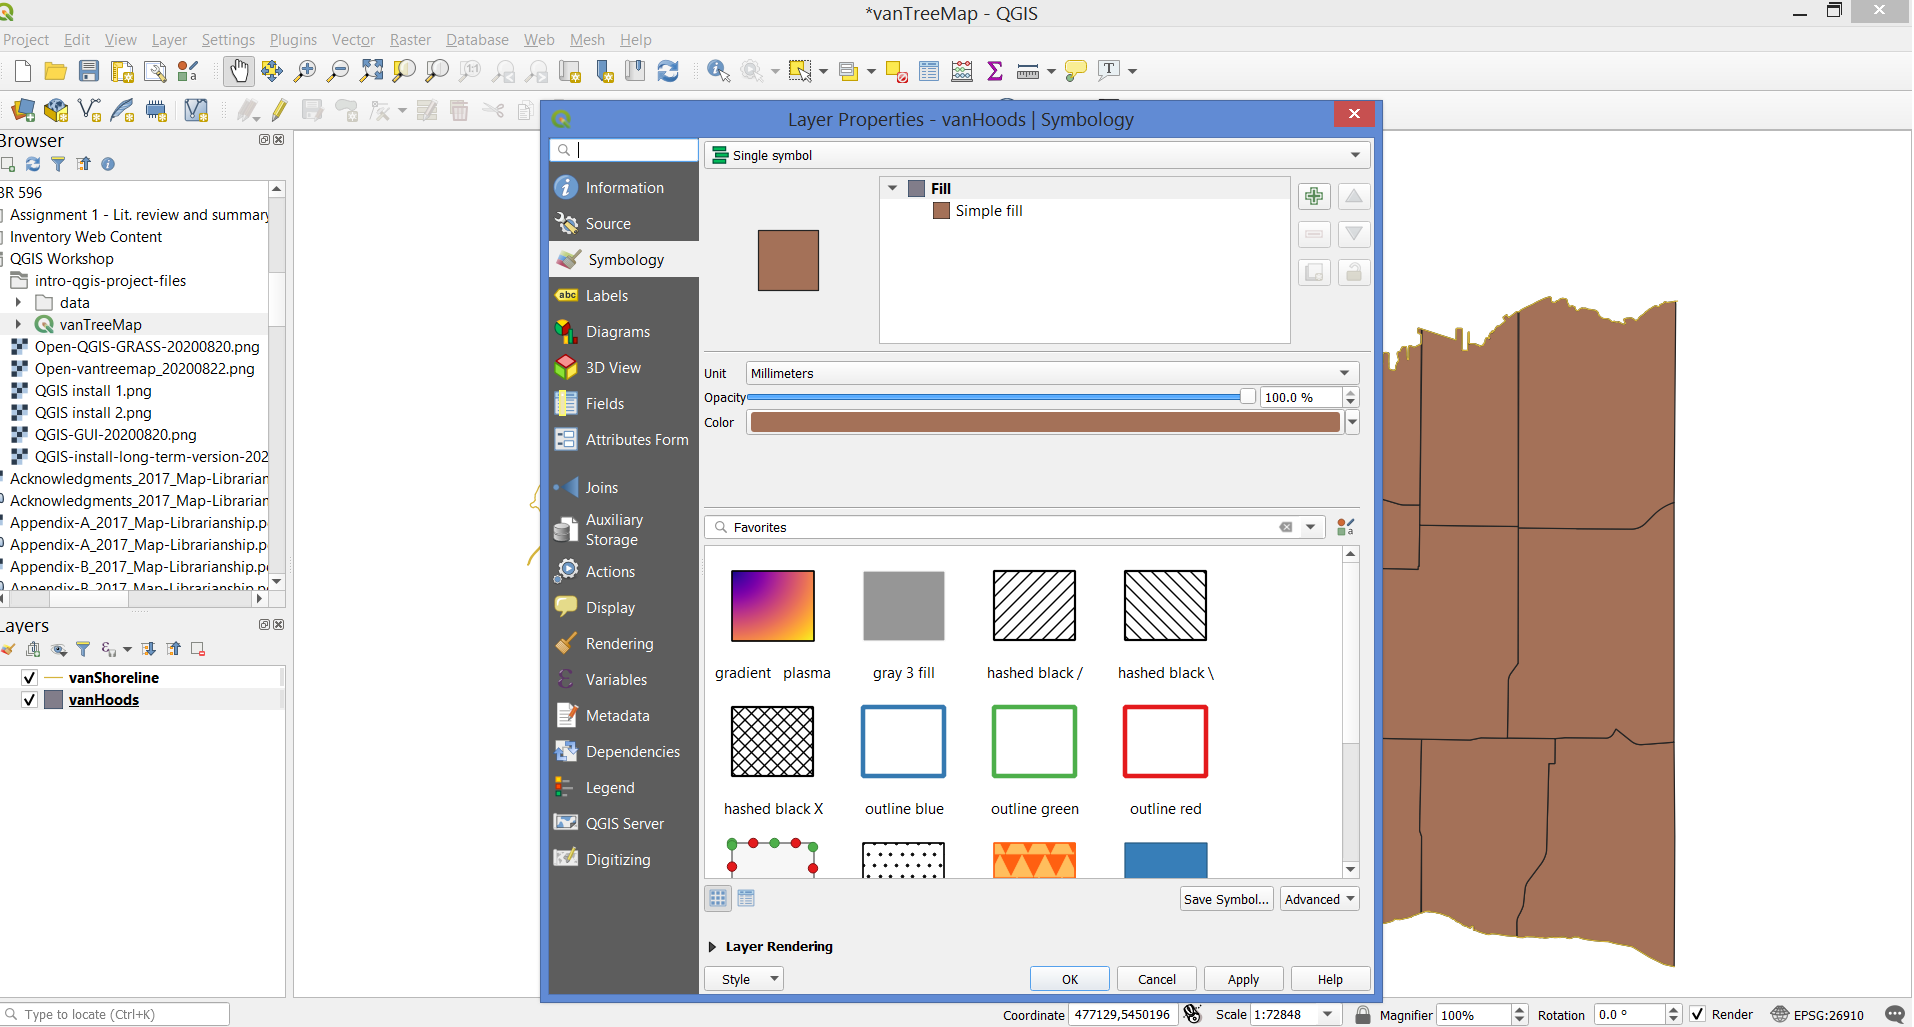 *vanTreeMap - QGIS
Project Edit View Layer Settings Plugins Vector Raster Database Web Mesh Help
Browser
BR 596
Assignment 1 - Lit. review and summary
Inventory Web Content
QGIS Workshop
intro-qgis-project-files
data
vanTreeMap
Open-QGIS-GRASS-20200820.png
Open-vantreemap_20200822.png
QGIS install 1.png
QGIS install 2.png
QGIS-GUI-20200820.png
QGIS-install-long-term-version-202
Acknowledgments_2017_Map-Librarian
Acknowledgments_2017_Map-Librarian
Appendix-A_2017_Map-Librarianship.p
Appendix-A_2017_Map-Librarianship.p
Appendix-B_2017_Map-Librarianship.p
Appendix-B_2017_Map-Librarianship.p
Layers
vanShoreline
vanHoods
Layer Properties - vanHoods | Symbology
Information
Source
Symbology
abc Labels
Diagrams
3D View
Fields
Attributes Form
Joins
Auxiliary
Storage
Actions
Display
Rendering
Variables
Metadata
Dependencies
Legend
QGIS Server
Digitizing
Single symbol
Fill
Simple fill
Unit Millimeters
Opacity 100.0 %
Color
Favorites
gradient plasma gray 3 fill hashed black / hashed black \
hashed black X outline blue outline green outline red
Save Symbol... Advanced
Layer Rendering
Style OK Cancel Apply Help
Type to locate (Ctrl+K) Coordinate 477129,5450196 Scale 1:72848 Magnifier 100% Rotation 0.0 ° Render EPSG:26910